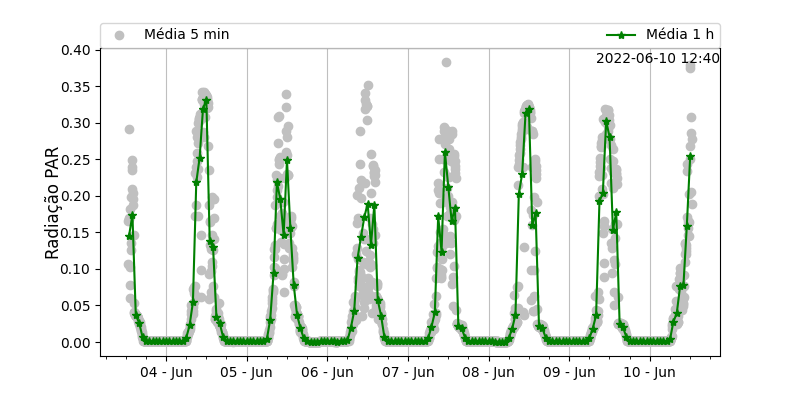 Média 5 min
Média 1 h
2022-06-10 12:40
Radiação PAR
0.40
0.35
0.30
0.25
0.20
0.15
0.10
0.05
0.00
04 - Jun
05 - Jun
06 - Jun
07 - Jun
08 - Jun
09 - Jun
10 - Jun